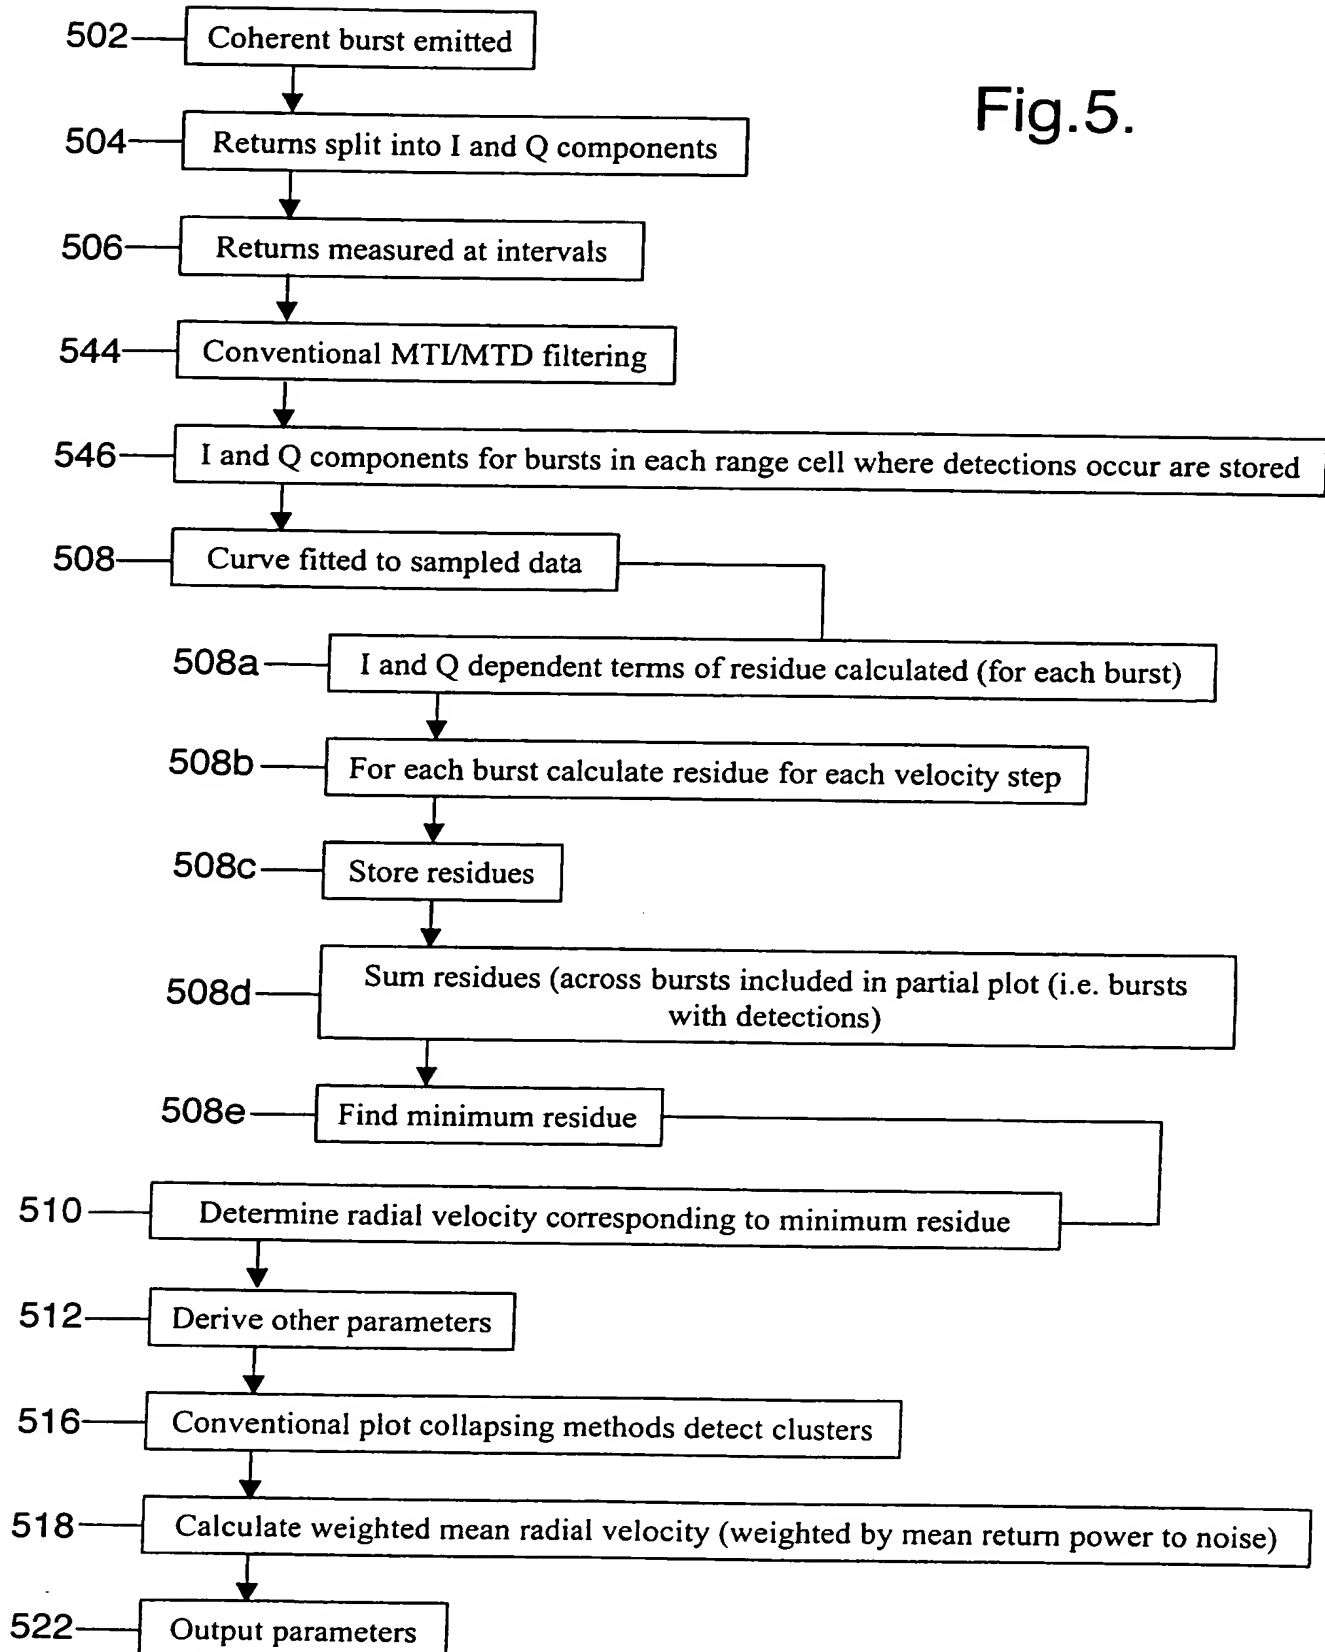 Fig.5.
502 Coherent burst emitted
504 Returns split into I and Q components
506 Returns measured at intervals
544 Conventional MTI/MTD filtering
546 I and Q components for bursts in each range cell where detections occur are stored
508 Curve fitted to sampled data
508a I and Q dependent terms of residue calculated (for each burst)
508b For each burst calculate residue for each velocity step
508c Store residues
508d Sum residues (across bursts included in partial plot (i.e. bursts
with detections)
508e Find minimum residue
510 Determine radial velocity corresponding to minimum residue
512 Derive other parameters
516 Conventional plot collapsing methods detect clusters
518 Calculate weighted mean radial velocity (weighted by mean return power to noise)
522 Output parameters